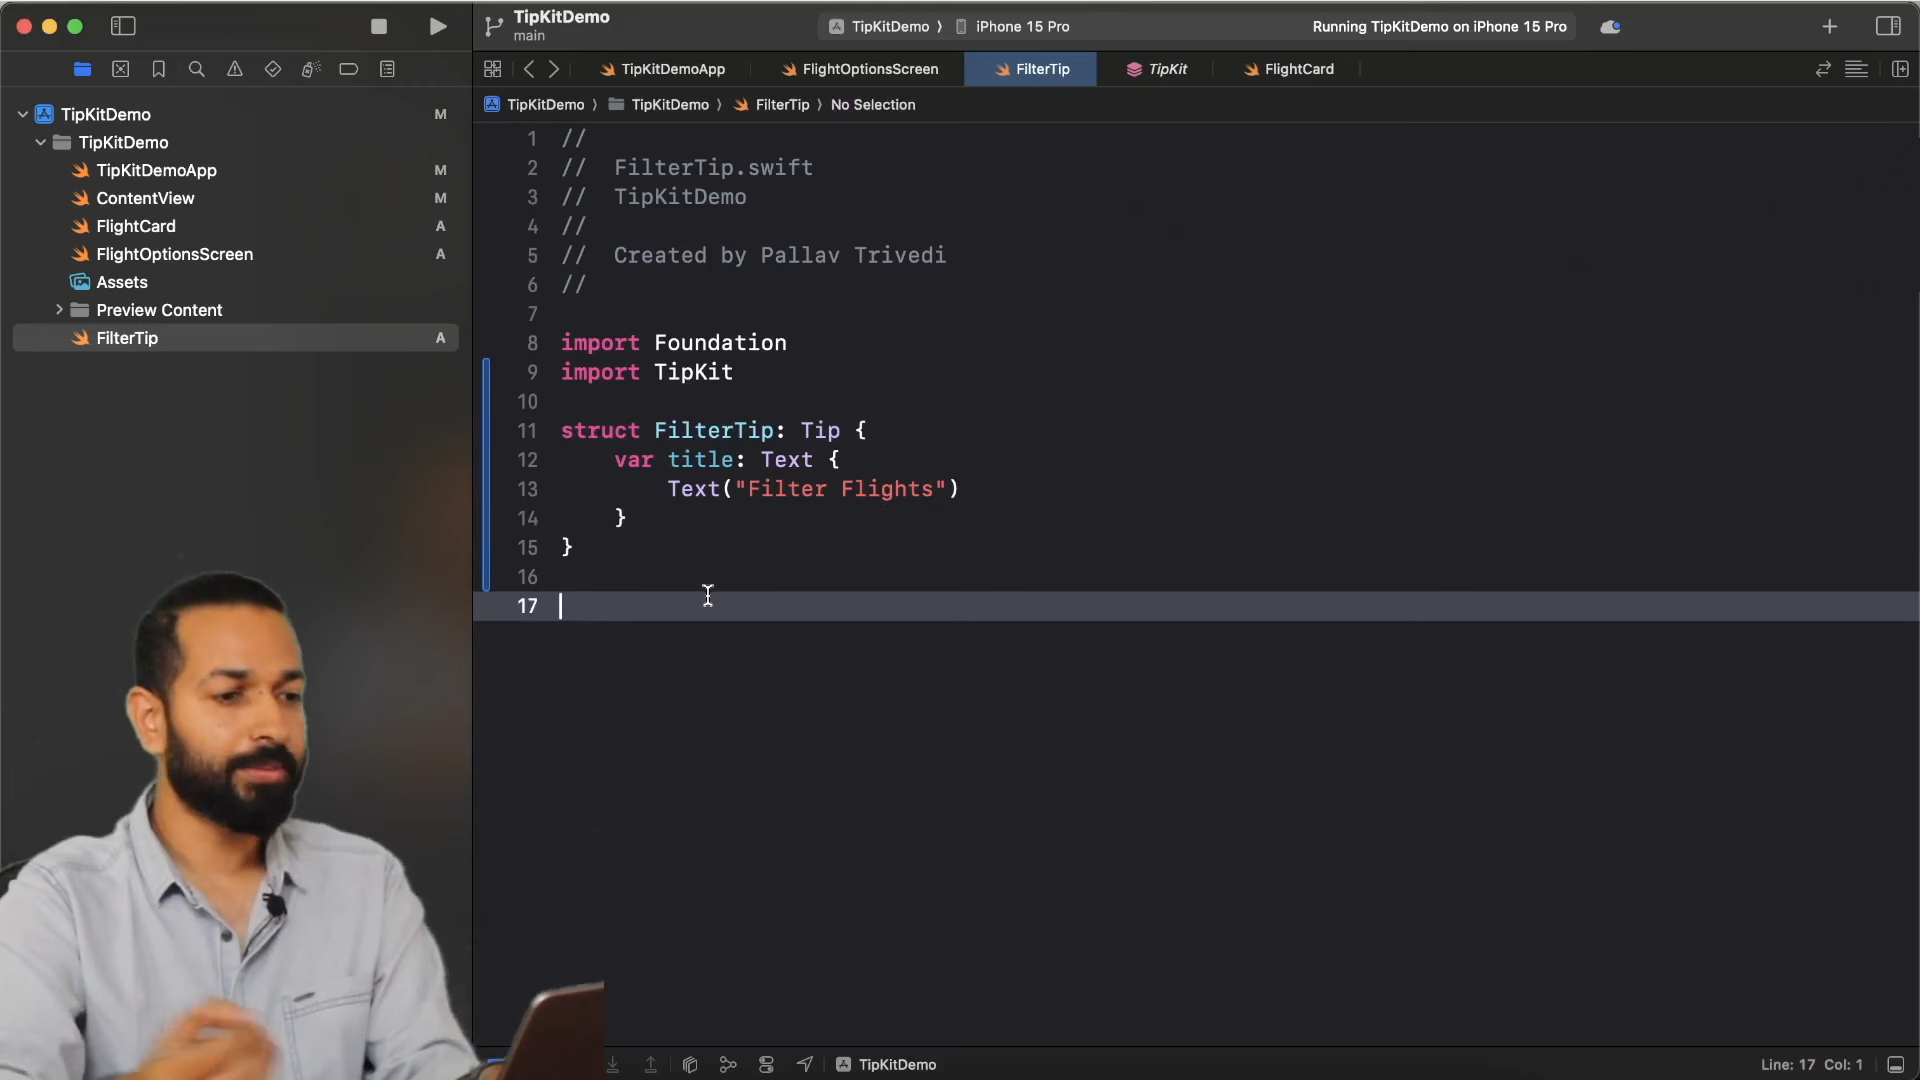 TipKitDemo
main
TipKitDemo 〉 iPhone 15 Pro
Running TipKitDemo on iPhone 15 Pro
TipKitDemoApp
FlightOptionsScreen
FilterTip
TipKit
FlightCard
TipKitDemo 〉 TipKitDemo 〉 FilterTip 〉 No Selection
TipKitDemo M
TipKitDemo
TipKitDemoApp M
ContentView M
FlightCard A
FlightOptionsScreen A
Assets
Preview Content
FilterTip A
1 //
2 //  FilterTip.swift
3 //  TipKitDemo
4 //
5 //  Created by Pallav Trivedi
6 //
7
8 import Foundation
9 import TipKit
10
11 struct FilterTip: Tip {
12     var title: Text {
13         Text("Filter Flights")
14     }
15 }
16
17
TipKitDemo
Line: 17 Col: 1